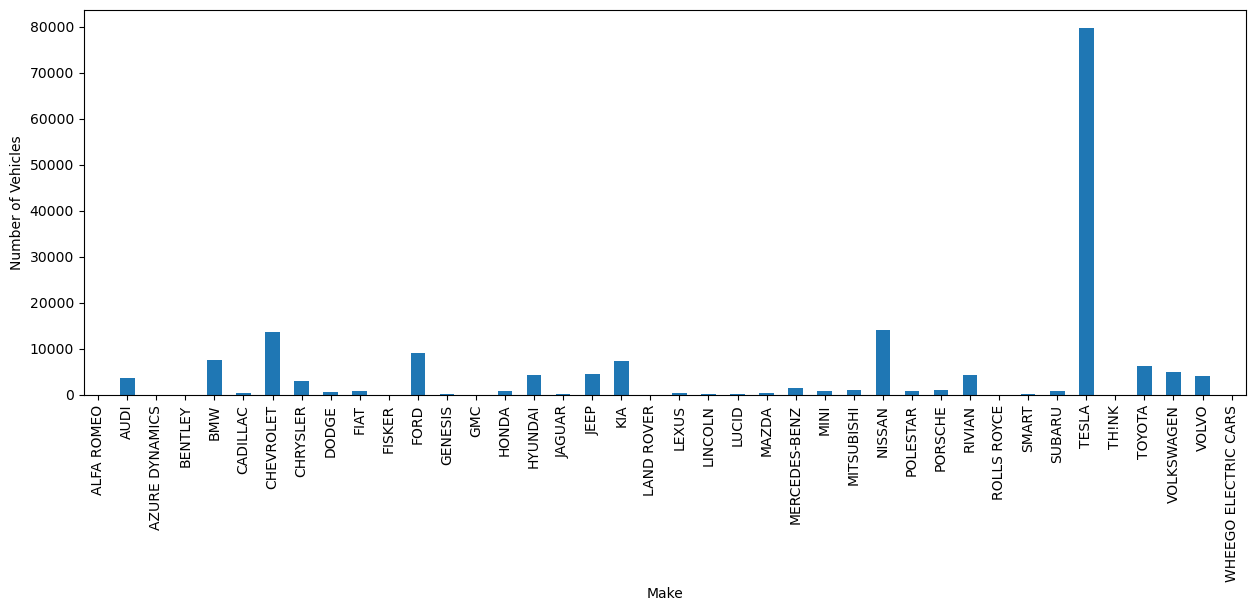 80000
70000
60000
50000
40000
30000
20000
10000
0
Number of Vehicles
ALFA ROMEO
AUDI
AZURE DYNAMICS
BENTLEY
BMW
CADILLAC
CHEVROLET
CHRYSLER
DODGE
FIAT
FISKER
FORD
GENESIS
GMC
HONDA
HYUNDAI
JAGUAR
JEEP
KIA
LAND ROVER
LEXUS
LINCOLN
LUCID
MAZDA
MERCEDES-BENZ
MINI
MITSUBISHI
NISSAN
POLESTAR
PORSCHE
RIVIAN
ROLLS ROYCE
SMART
SUBARU
TESLA
THINK
TOYOTA
VOLKSWAGEN
VOLVO
WHEEGO ELECTRIC CARS
Make